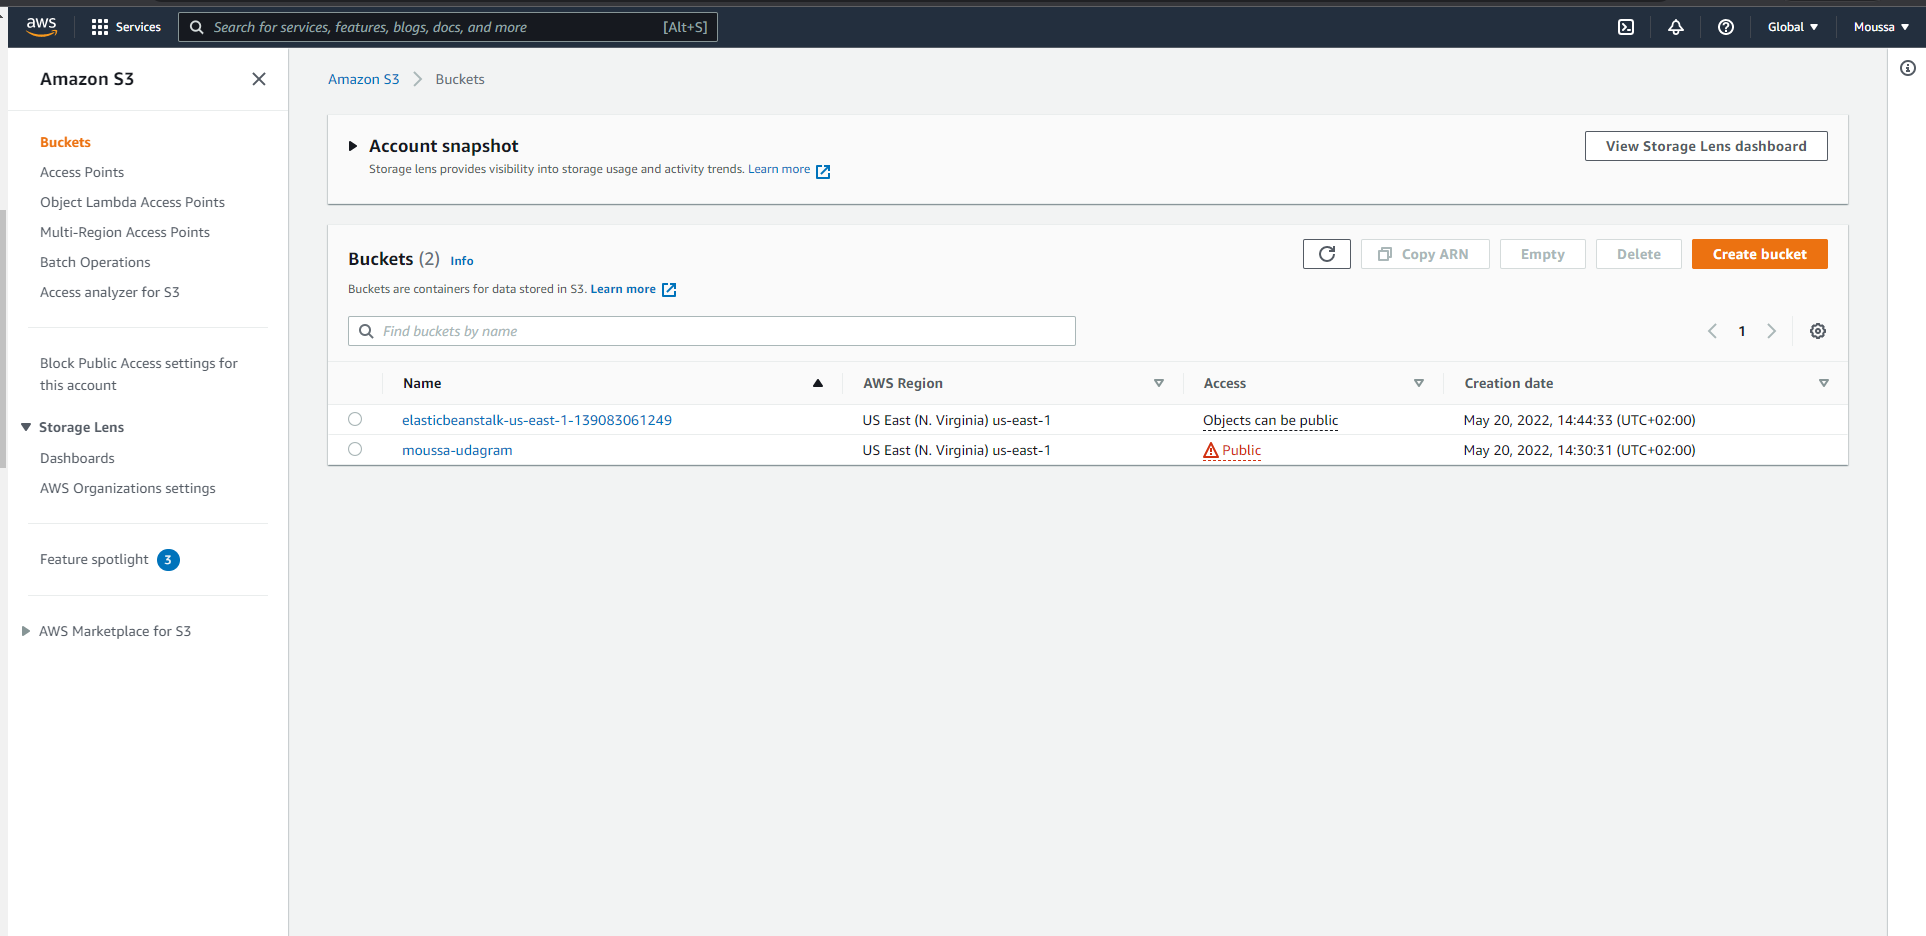 aws Services Search for services, features, blogs, docs, and more [Alt+S] Global Moussa
Amazon S3
Buckets
Access Points
Object Lambda Access Points
Multi-Region Access Points
Batch Operations
Access analyzer for S3
Block Public Access settings for
this account
Storage Lens
Dashboards
AWS Organizations settings
Feature spotlight 3
AWS Marketplace for S3
Amazon S3 Buckets
Account snapshot
Storage lens provides visibility into storage usage and activity trends. Learn more
View Storage Lens dashboard
Buckets (2) Info
Copy ARN Empty Delete Create bucket
Buckets are containers for data stored in S3. Learn more
Find buckets by name
1
Name AWS Region Access Creation date
elasticbeanstalk-us-east-1-139083061249 US East (N. Virginia) us-east-1 Objects can be public May 20, 2022, 14:44:33 (UTC+02:00)
moussa-udagram US East (N. Virginia) us-east-1 Public May 20, 2022, 14:30:31 (UTC+02:00)